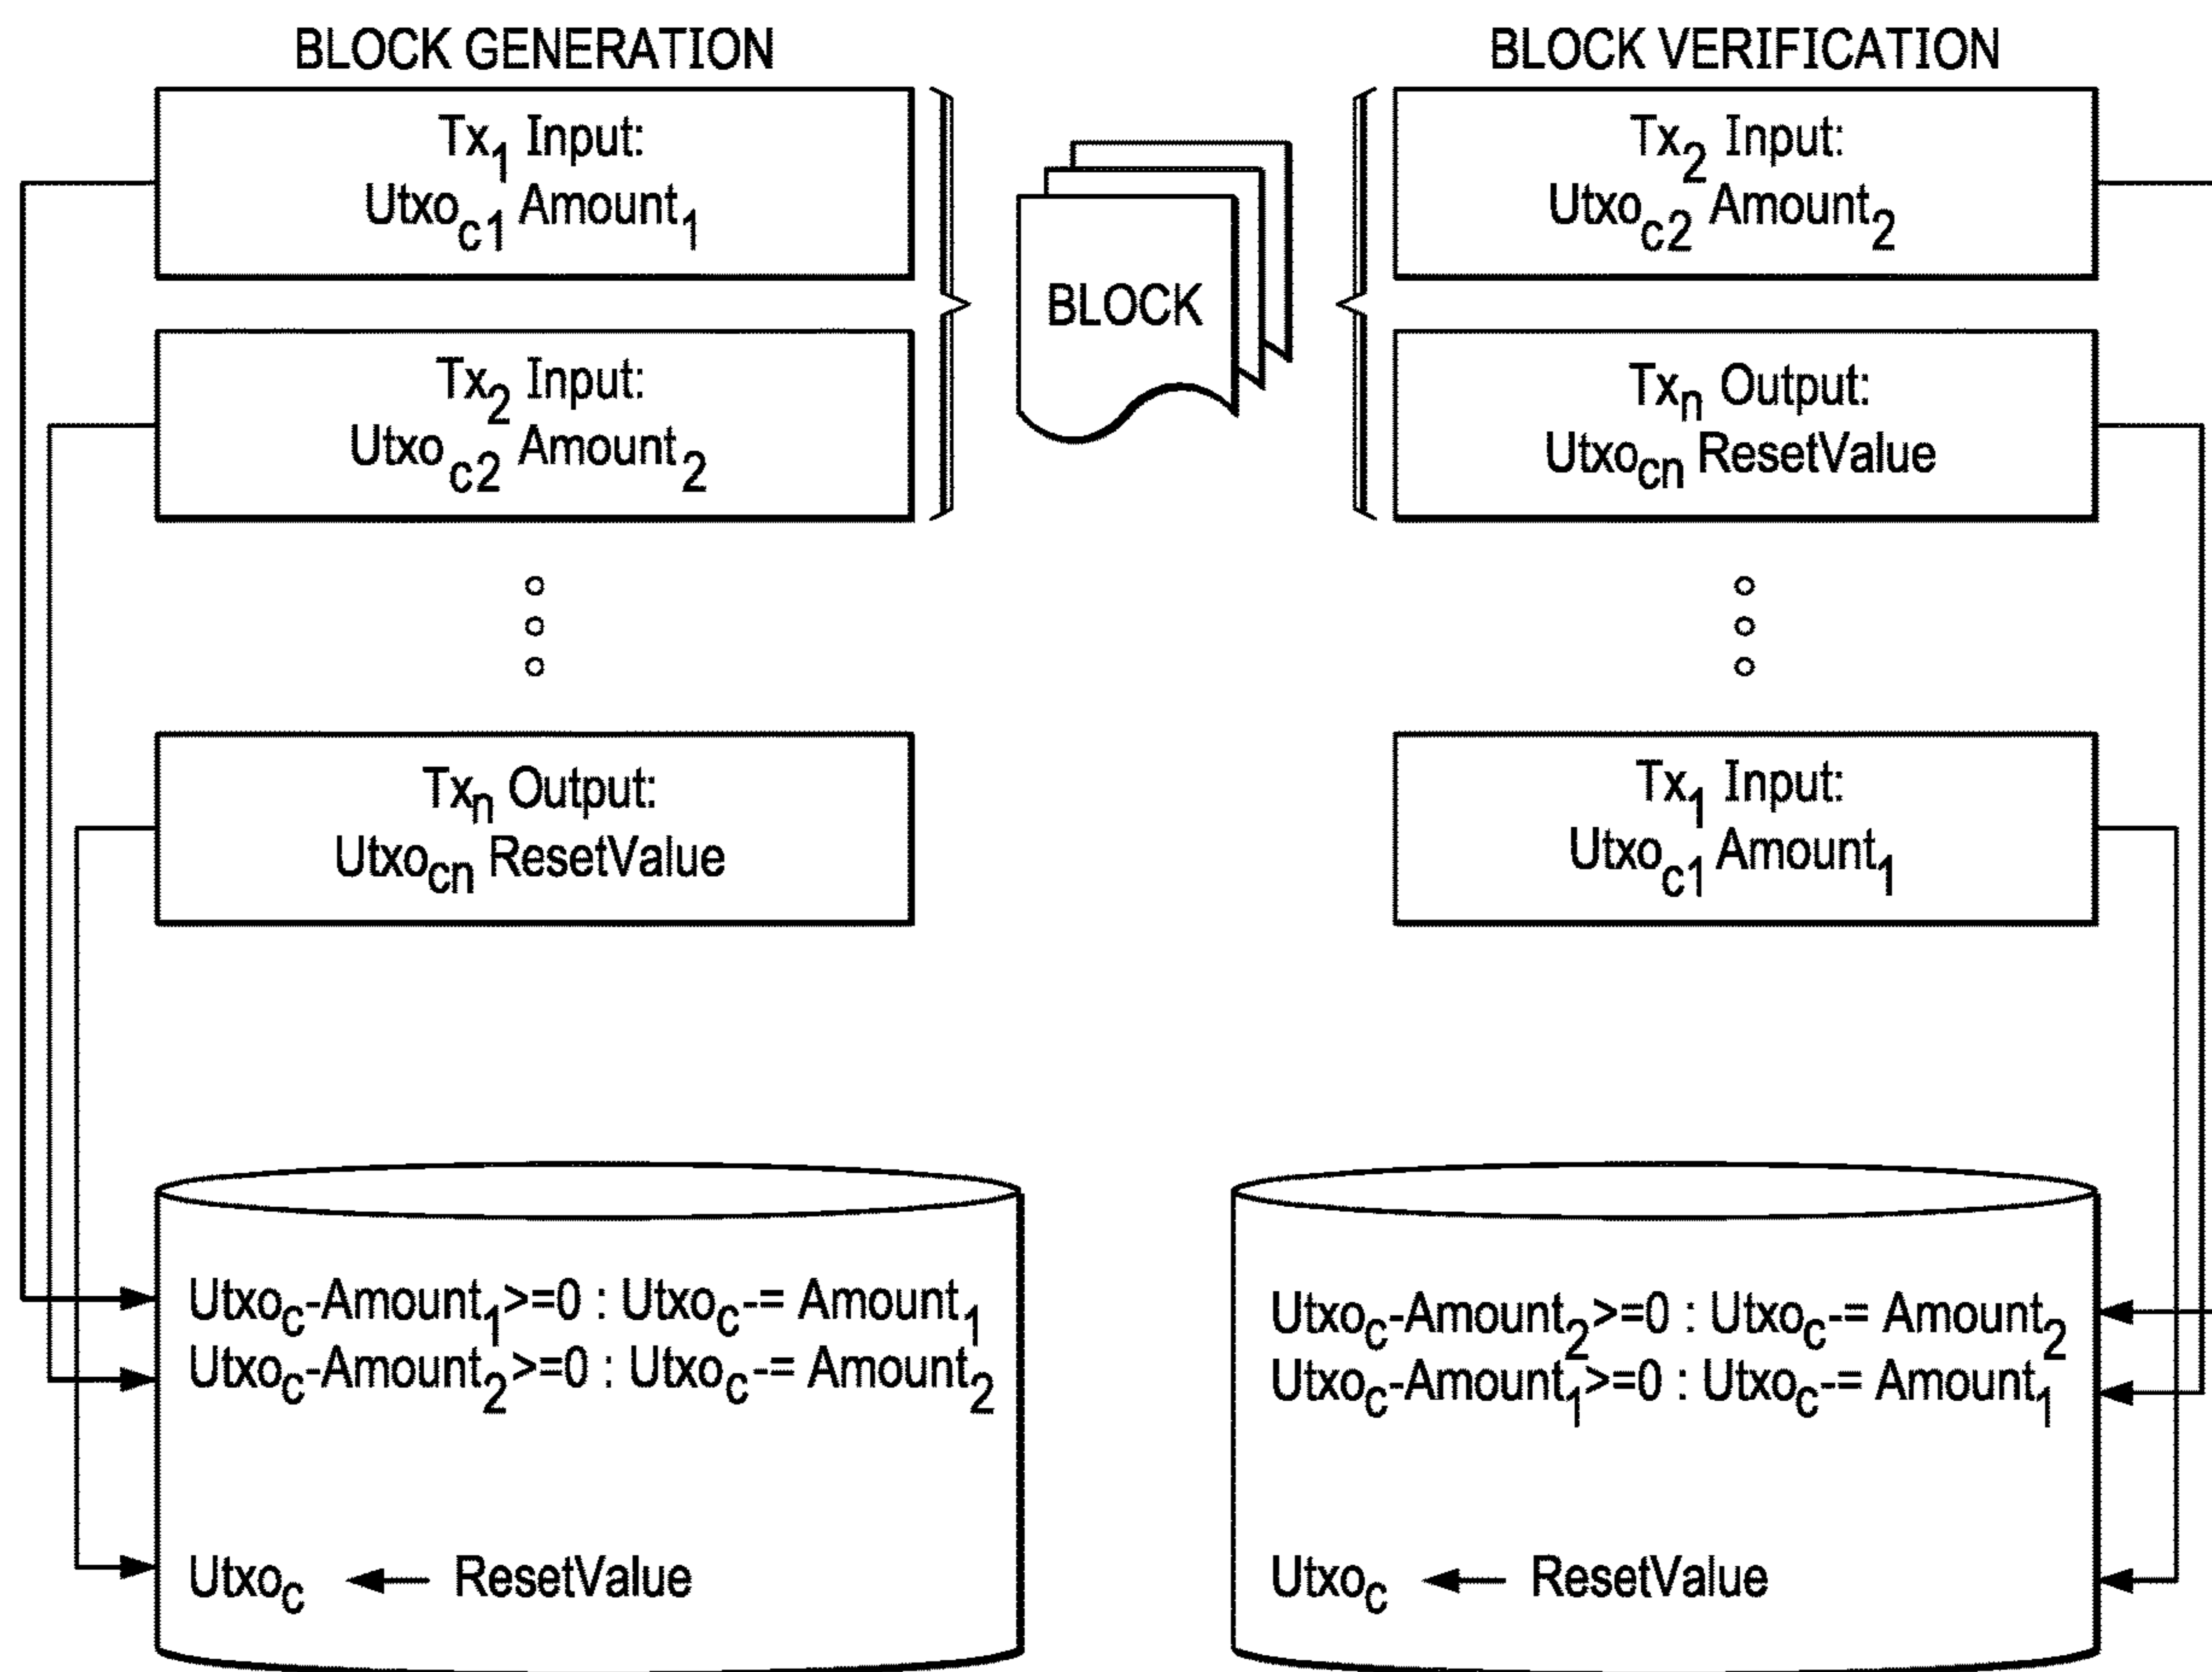 BLOCK GENERATION
Tx1 Input:
Utxoc1 Amount1
Tx2 Input:
Utxoc2 Amount2
Txn Output:
Utxocn ResetValue
Utxoc-Amount1>=0 : Utxoc-= Amount1
Utxoc-Amount2>=0 : Utxoc-= Amount2
Utxoc ← ResetValue
BLOCK
BLOCK VERIFICATION
Tx2 Input:
Utxoc2 Amount2
Txn Output:
Utxocn ResetValue
Tx1 Input:
Utxoc1 Amount1
Utxoc-Amount2>=0 : Utxoc-= Amount2
Utxoc-Amount1>=0 : Utxoc-= Amount1
Utxoc ← ResetValue